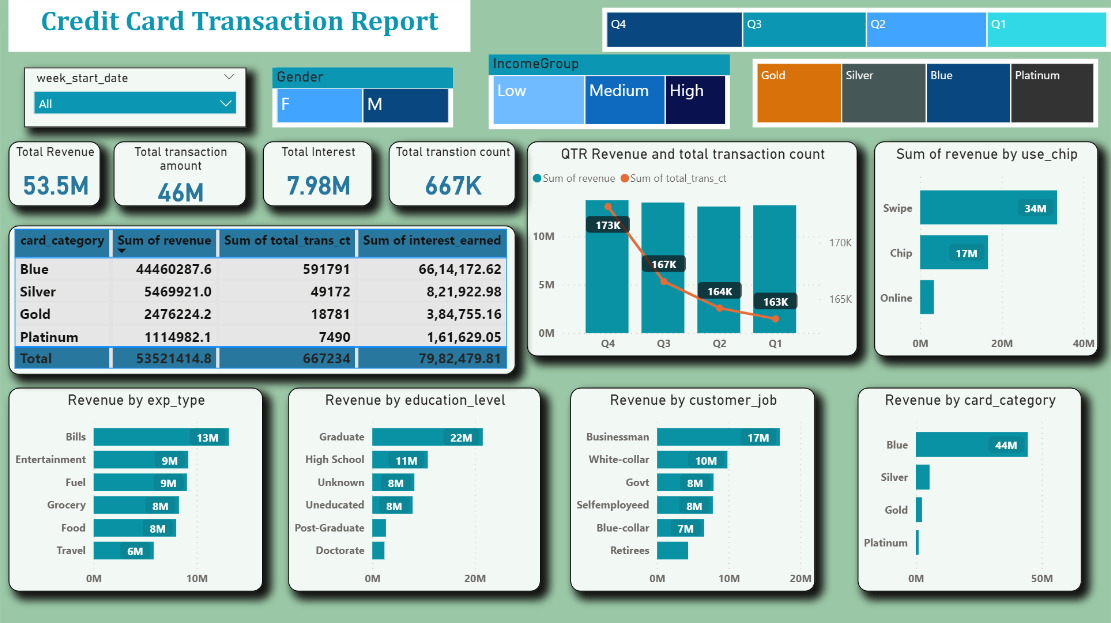 Credit Card Transaction Report
Q4 Q3 Q2 Q1
week_start_date
All
Gender
F M
IncomeGroup
Low Medium High
Gold Silver Blue Platinum
Total Revenue
53.5M
Total transaction
amount
46M
Total Interest
7.98M
Total transtion count
667K
QTR Revenue and total transaction count
Sum of revenue Sum of total_trans_ct
10M
5M
0M
170K
165K
173K
167K
164K
163K
Q4 Q3 Q2 Q1
Sum of revenue by use_chip
Swipe 34M
Chip 17M
Online
0M 20M 40M
card_category Sum of revenue Sum of total_trans_ct Sum of interest_earned
Blue 44460287.6 591791 66,14,172.62
Silver 5469921.0 49172 8,21,922.98
Gold 2476224.2 18781 3,84,755.16
Platinum 1114982.1 7490 1,61,629.05
Total 53521414.8 667234 79,82,479.81
Revenue by exp_type
Bills 13M
Entertainment 9M
Fuel 9M
Grocery 8M
Food 8M
Travel 6M
0M 10M
Revenue by education_level
Graduate 22M
High School 11M
Unknown 8M
Uneducated 8M
Post-Graduate
Doctorate
0M 20M
Revenue by customer_job
Businessman 17M
White-collar 10M
Govt 8M
Selfemployeed 8M
Blue-collar 7M
Retirees
0M 10M 20M
Revenue by card_category
Blue 44M
Silver
Gold
Platinum
0M 50M